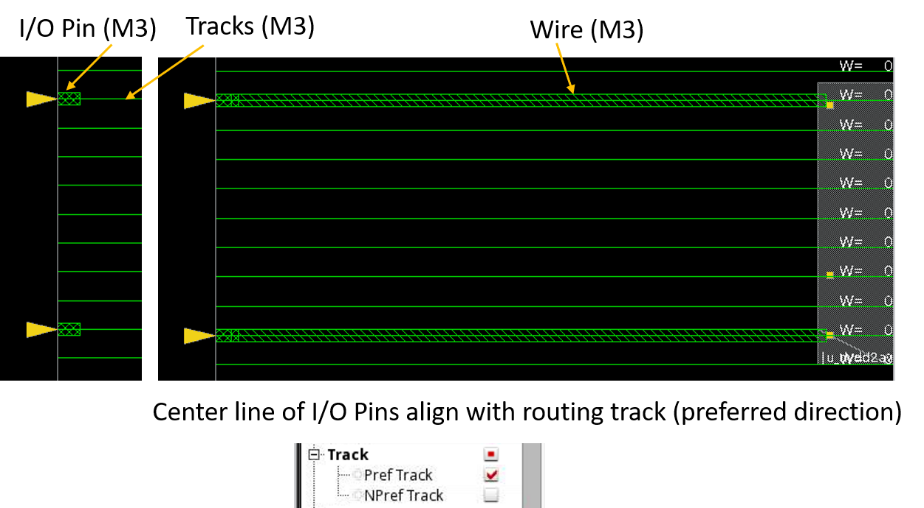 I/O Pin (M3)
Tracks (M3)
Wire (M3)
W= 0
W= 0
W= 0
W= 0
W= 0
W= 0
W= 0
W= 0
W= 0
W= 0
Center line of I/O Pins align with routing track (preferred direction)
Track
Pref Track
NPref Track